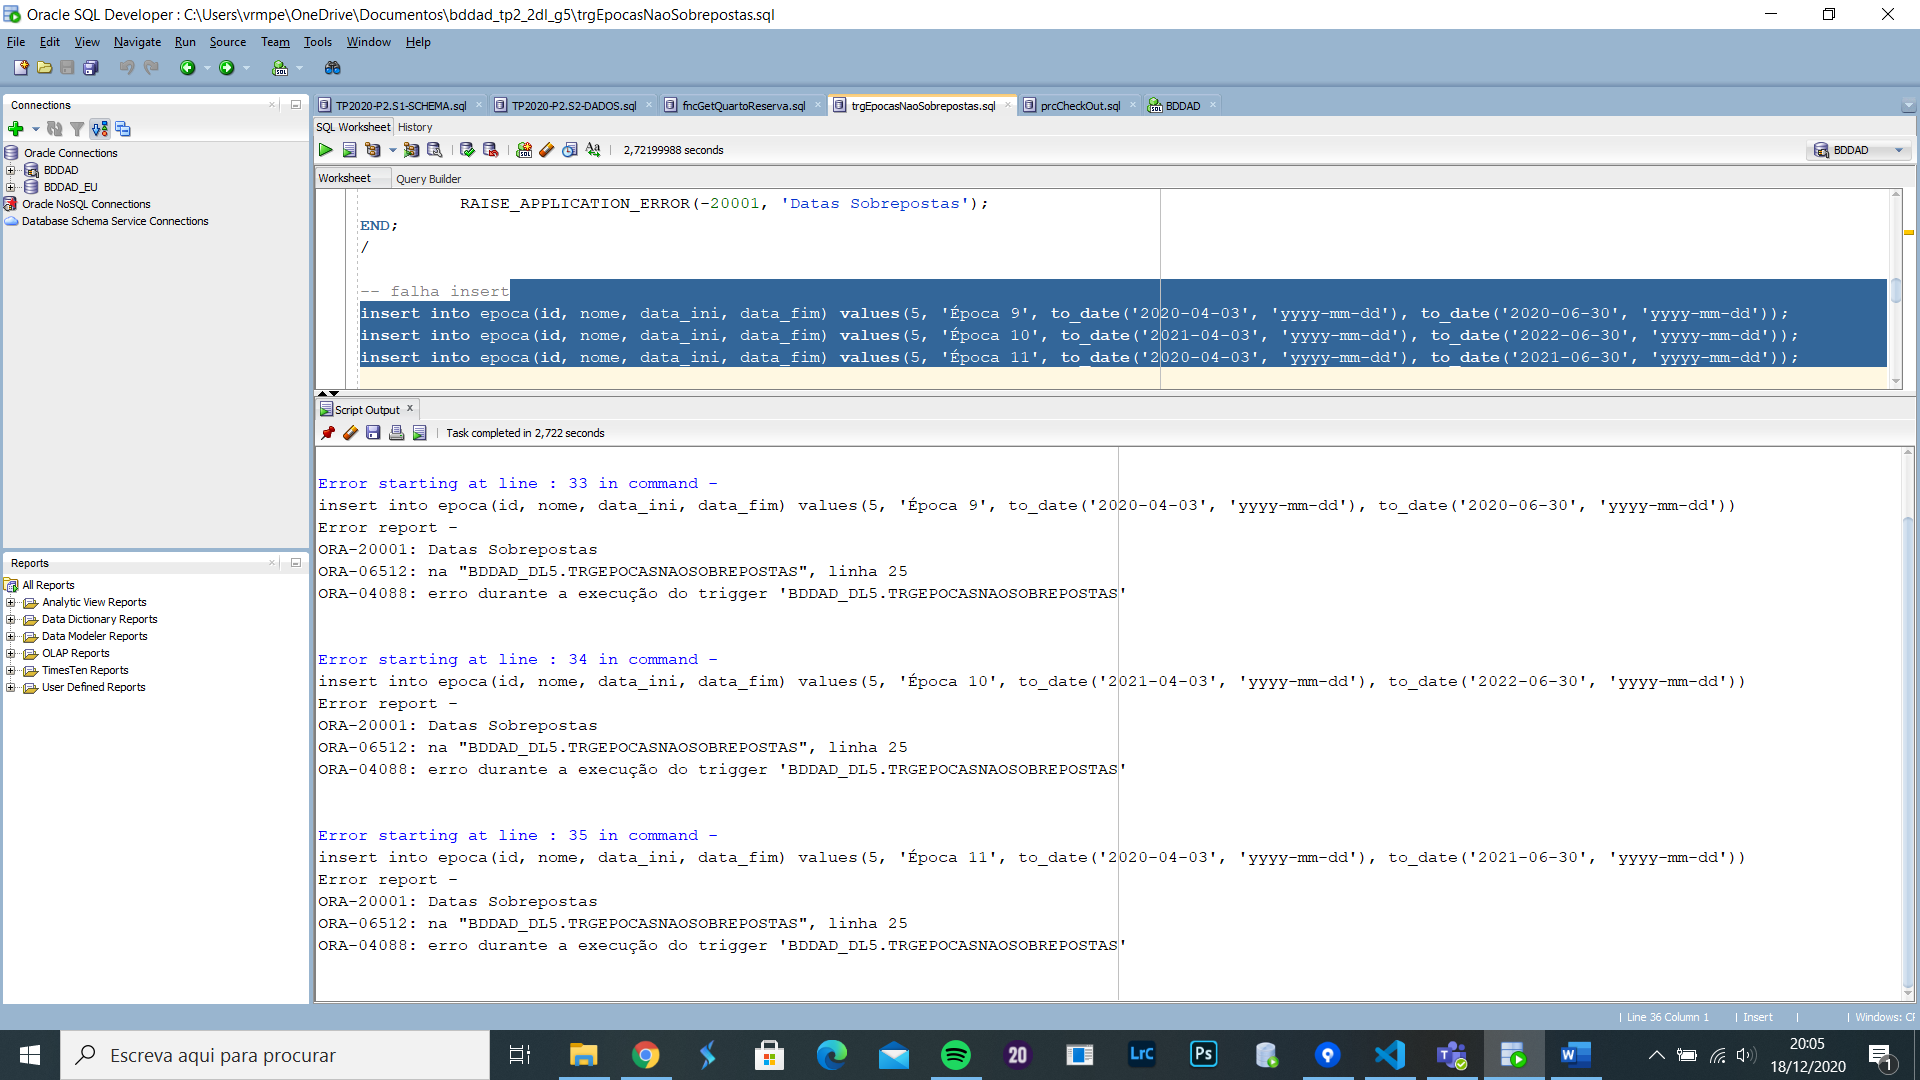 Oracle SQL Developer : C:\Users\vrmpe\OneDrive\Documentos\bddad_tp2_2dl_g5\trgEpocasNaoSobrepostas.sql
File Edit View Navigate Run Source Team Tools Window Help
Connections
Oracle Connections
BDDAD
BDDAD_EU
Oracle NoSQL Connections
Database Schema Service Connections
Reports
All Reports
Analytic View Reports
Data Dictionary Reports
Data Modeler Reports
OLAP Reports
TimesTen Reports
User Defined Reports
TP2020-P2.S1-SCHEMA.sql TP2020-P2.S2-DADOS.sql fncGetQuartoReserva.sql trgEpocasNaoSobrepostas.sql prcCheckOut.sql BDDAD
SQL Worksheet History
2,72199988 seconds
BDDAD
Worksheet Query Builder
RAISE_APPLICATION_ERROR(-20001, 'Datas Sobrepostas');
END;
/
-- falha insert
insert into epoca(id, nome, data_ini, data_fim) values(5, 'Época 9', to_date('2020-04-03', 'yyyy-mm-dd'), to_date('2020-06-30', 'yyyy-mm-dd'));
insert into epoca(id, nome, data_ini, data_fim) values(5, 'Época 10', to_date('2021-04-03', 'yyyy-mm-dd'), to_date('2022-06-30', 'yyyy-mm-dd'));
insert into epoca(id, nome, data_ini, data_fim) values(5, 'Época 11', to_date('2020-04-03', 'yyyy-mm-dd'), to_date('2021-06-30', 'yyyy-mm-dd'));
Script Output
Task completed in 2,722 seconds
Error starting at line : 33 in command -
insert into epoca(id, nome, data_ini, data_fim) values(5, 'Época 9', to_date('2020-04-03', 'yyyy-mm-dd'), to_date('2020-06-30', 'yyyy-mm-dd'))
Error report -
ORA-20001: Datas Sobrepostas
ORA-06512: na "BDDAD_DL5.TRGEPOCASNAOSOBREPOSTAS", linha 25
ORA-04088: erro durante a execução do trigger 'BDDAD_DL5.TRGEPOCASNAOSOBREPOSTAS'
Error starting at line : 34 in command -
insert into epoca(id, nome, data_ini, data_fim) values(5, 'Época 10', to_date('2021-04-03', 'yyyy-mm-dd'), to_date('2022-06-30', 'yyyy-mm-dd'))
Error report -
ORA-20001: Datas Sobrepostas
ORA-06512: na "BDDAD_DL5.TRGEPOCASNAOSOBREPOSTAS", linha 25
ORA-04088: erro durante a execução do trigger 'BDDAD_DL5.TRGEPOCASNAOSOBREPOSTAS'
Error starting at line : 35 in command -
insert into epoca(id, nome, data_ini, data_fim) values(5, 'Época 11', to_date('2020-04-03', 'yyyy-mm-dd'), to_date('2021-06-30', 'yyyy-mm-dd'))
Error report -
ORA-20001: Datas Sobrepostas
ORA-06512: na "BDDAD_DL5.TRGEPOCASNAOSOBREPOSTAS", linha 25
ORA-04088: erro durante a execução do trigger 'BDDAD_DL5.TRGEPOCASNAOSOBREPOSTAS'
Line 36 Column 1 Insert Windows:
Escreva aqui para procurar
20
LrC
Ps
20:05
18/12/2020
1